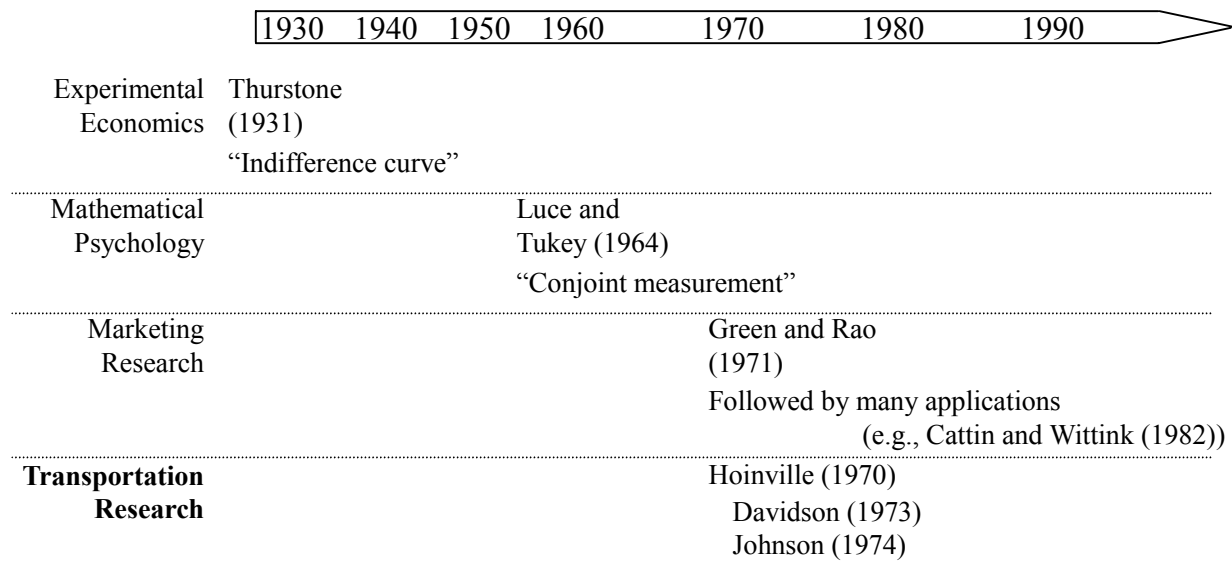 1930 1940 1950 1960 1970 1980 1990
Experimental Thurstone
Economics (1931)
“Indifference curve”
Mathematical Luce and
Psychology Tukey (1964)
“Conjoint measurement”
Marketing Green and Rao
Research (1971)
Followed by many applications
(e.g., Cattin and Wittink (1982))
Transportation Hoinville (1970)
Research Davidson (1973)
Johnson (1974)